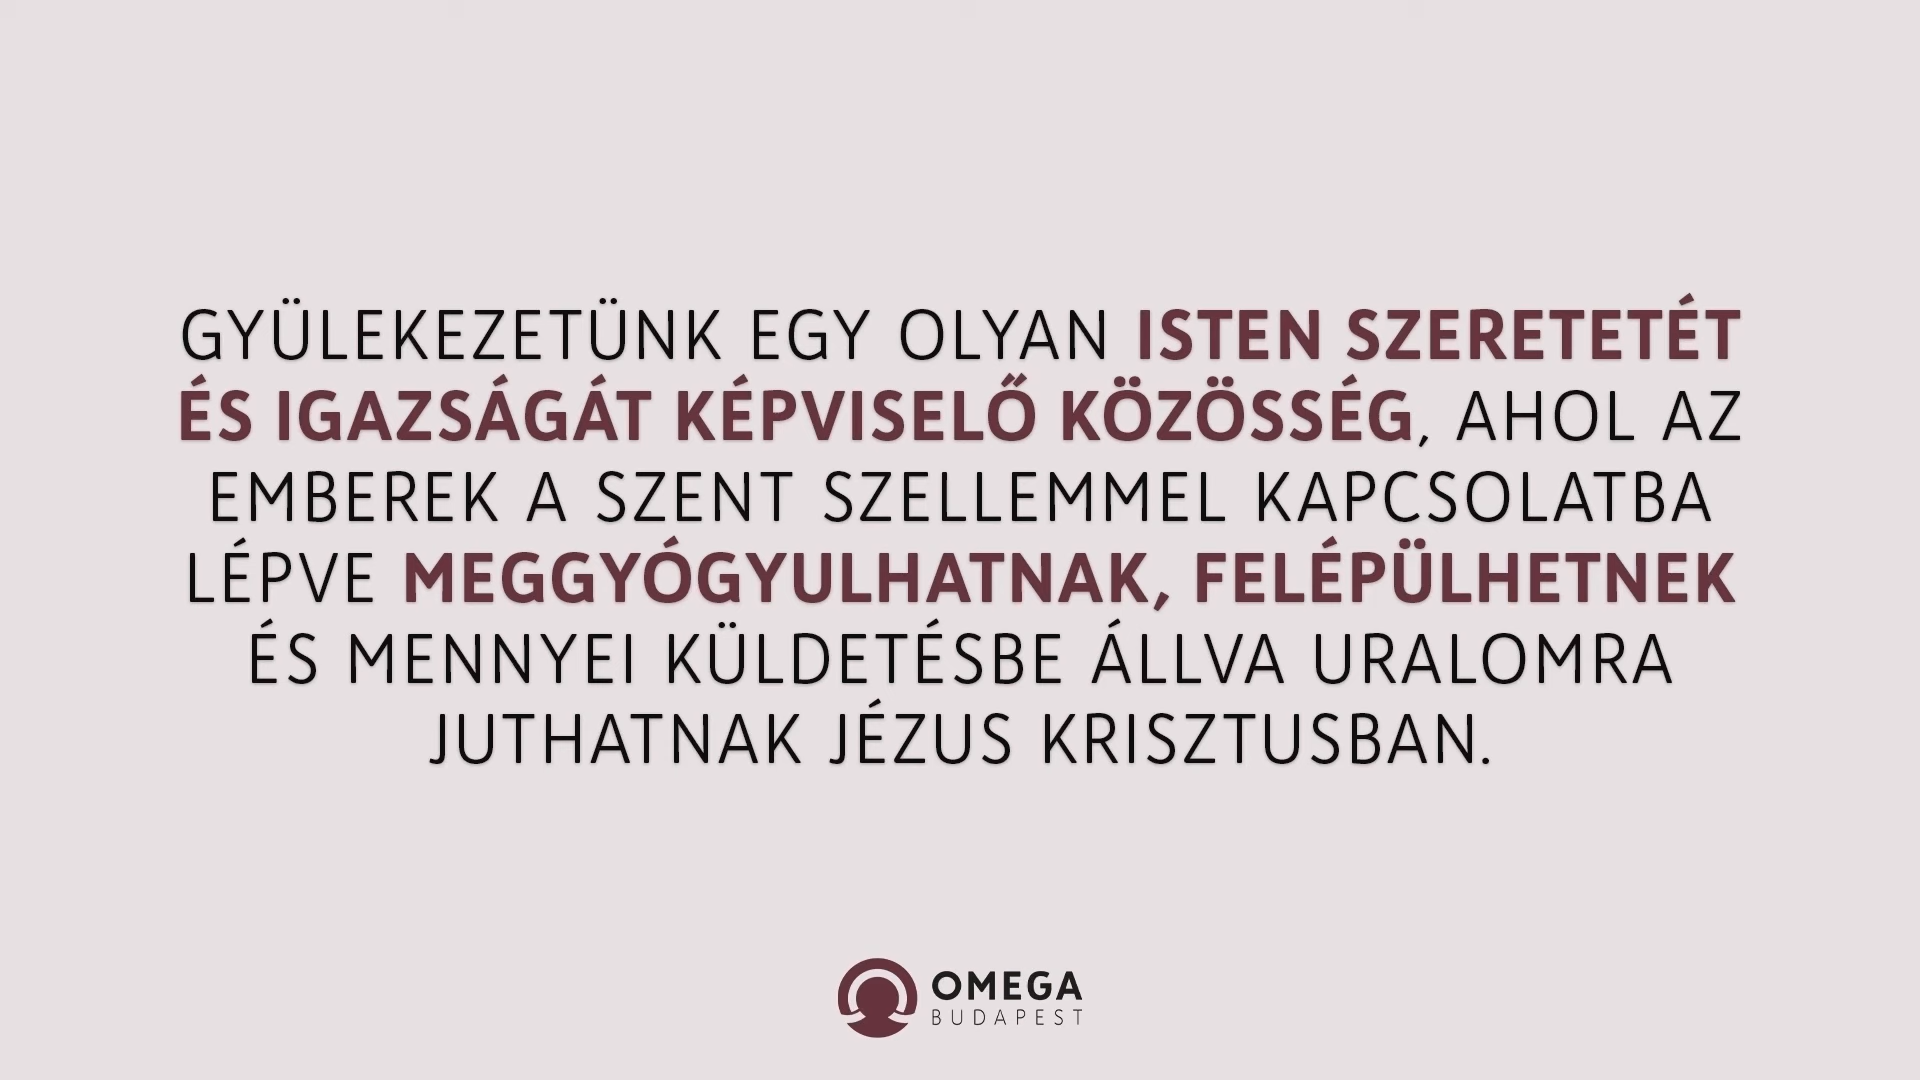 GYÜLEKEZETÜNK EGY OLYAN ISTEN SZERETETÉT
ÉS IGAZSÁGÁT KÉPVISELŐ KÖZÖSSÉG, AHOL AZ
EMBEREK A SZENT SZELLEMMEL KAPCSOLATBA
LÉPVE MEGGYÓGYULHATNAK, FELÉPÜLHETNEK
ÉS MENNYEI KÜLDETÉSBE ÁLLVA URALOMRA
JUTHATNAK JÉZUS KRISZTUSBAN.
OMEGA
BUDAPEST